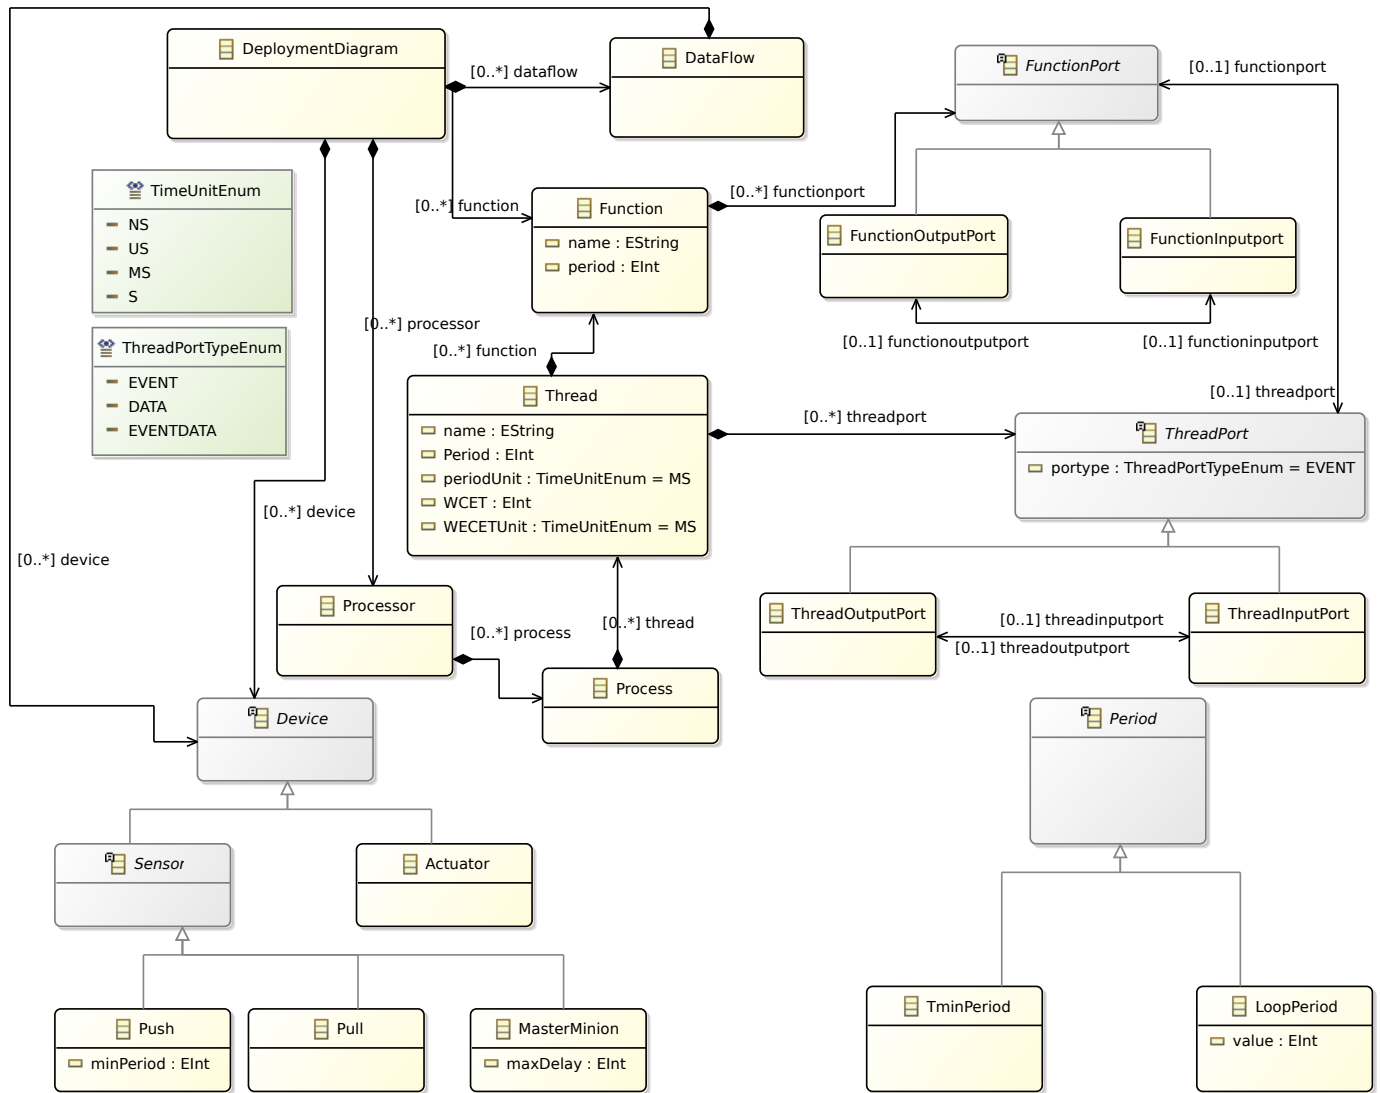 DeploymentDiagram
[0..*] dataflow
DataFlow
FunctionPort
[0..1] functionport
TimeUnitEnum
NS
US
MS
S
[0..*] function
Function
name : EString
period : EInt
[0..*] functionport
FunctionOutputPort
FunctionInputport
[0..1] functionoutputport
[0..1] functioninputport
ThreadPortTypeEnum
EVENT
DATA
EVENTDATA
[0..*] processor
[0..*] function
Thread
name : EString
Period : EInt
periodUnit : TimeUnitEnum = MS
WCET : EInt
WECETUnit : TimeUnitEnum = MS
[0..*] threadport
[0..1] threadport
ThreadPort
portype : ThreadPortTypeEnum = EVENT
[0..*] device
[0..*] device
Processor
[0..*] process
[0..*] thread
Process
ThreadOutputPort
[0..1] threadinputport
[0..1] threadoutputport
ThreadInputPort
Device
Period
Sensor
Actuator
Push
minPeriod : EInt
Pull
MasterMinion
maxDelay : EInt
TminPeriod
LoopPeriod
value : EInt